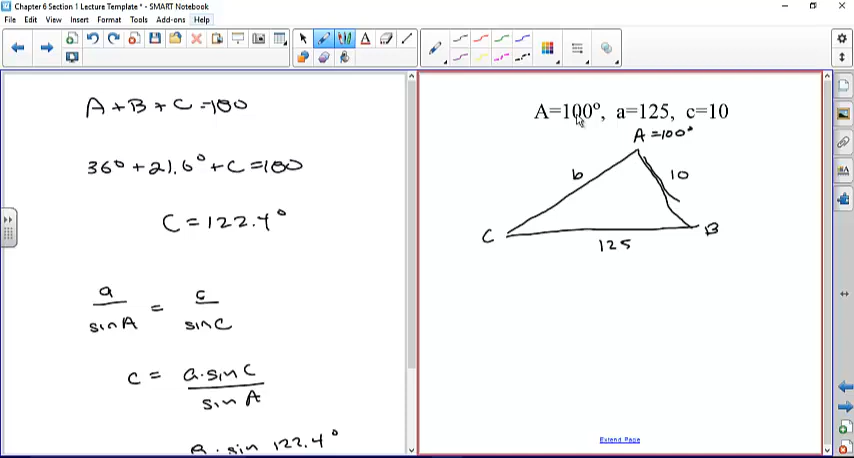 Chapter 6 Section 1 Lecture Template * - SMART Notebook
File Edit View Insert Format Tools Add-ons Help
A + B + C = 180
36° + 21.6° + C = 180
C = 122.4°
a / sin A = c / sin C
c = a · sin C / sin A
a · sin 122.4°
A=100°, a=125, c=10
A = 100°
b
10
C
B
125
Extend Page